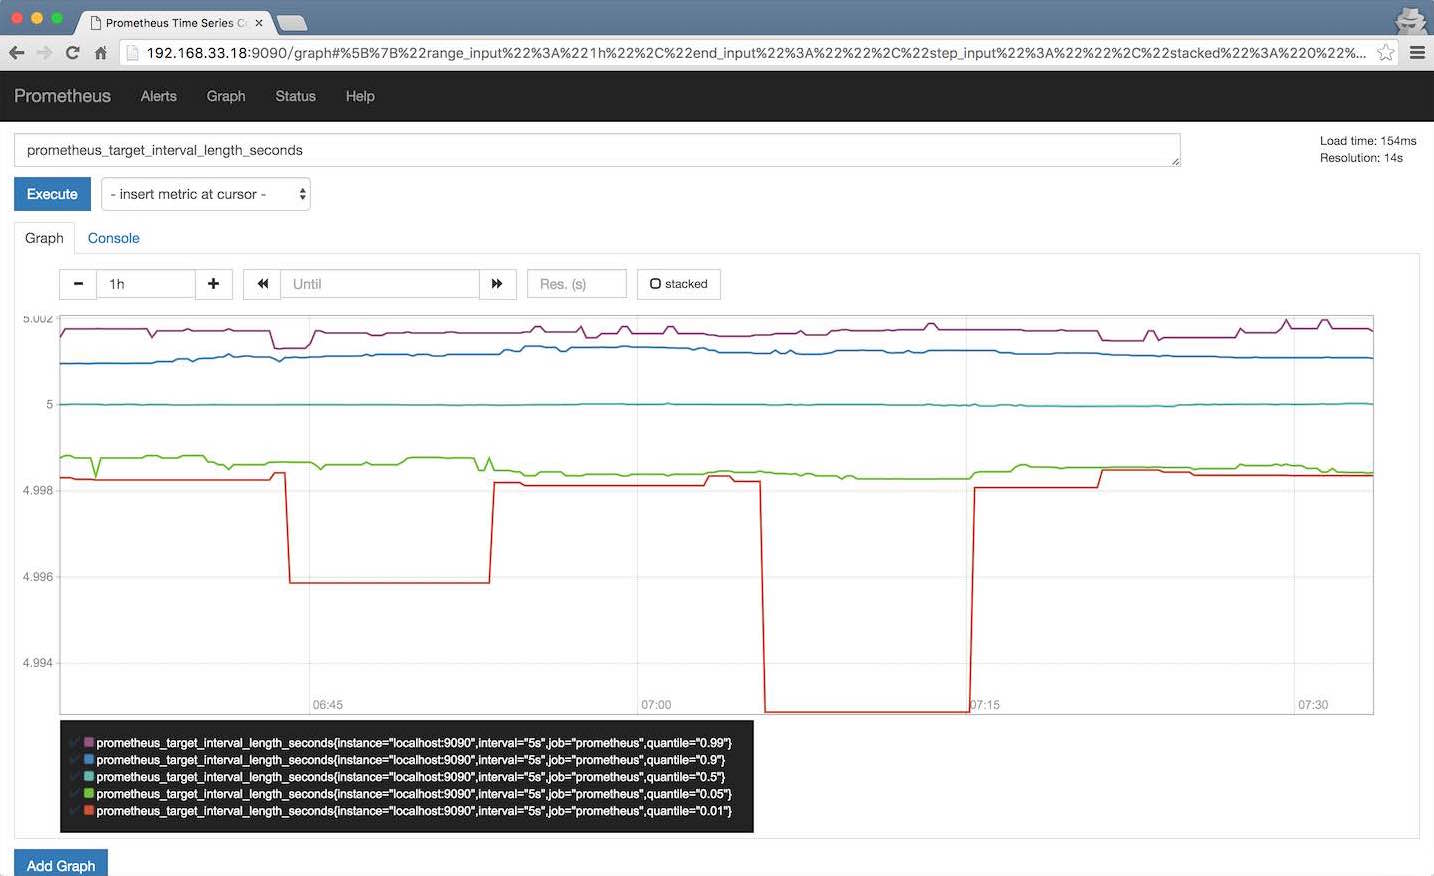 Prometheus Time Series C
192.168.33.18:9090/graph#%5B%7B%22range_input%22%3A%221h%22%2C%22end_input%22%3A%22%22%2C%22step_input%22%3A%22%22%2C%22stacked%22%3A%220%22%...
Prometheus Alerts Graph Status Help
prometheus_target_interval_length_seconds
Load time: 154ms
Resolution: 14s
Execute - insert metric at cursor -
Graph Console
- 1h + Until Res. (s) stacked
5.002
5
4.998
4.996
4.994
06:45 07:00 07:15 07:30
prometheus_target_interval_length_seconds{instance="localhost:9090",interval="5s",job="prometheus",quantile="0.99"}
prometheus_target_interval_length_seconds{instance="localhost:9090",interval="5s",job="prometheus",quantile="0.9"}
prometheus_target_interval_length_seconds{instance="localhost:9090",interval="5s",job="prometheus",quantile="0.5"}
prometheus_target_interval_length_seconds{instance="localhost:9090",interval="5s",job="prometheus",quantile="0.05"}
prometheus_target_interval_length_seconds{instance="localhost:9090",interval="5s",job="prometheus",quantile="0.01"}
Add Graph